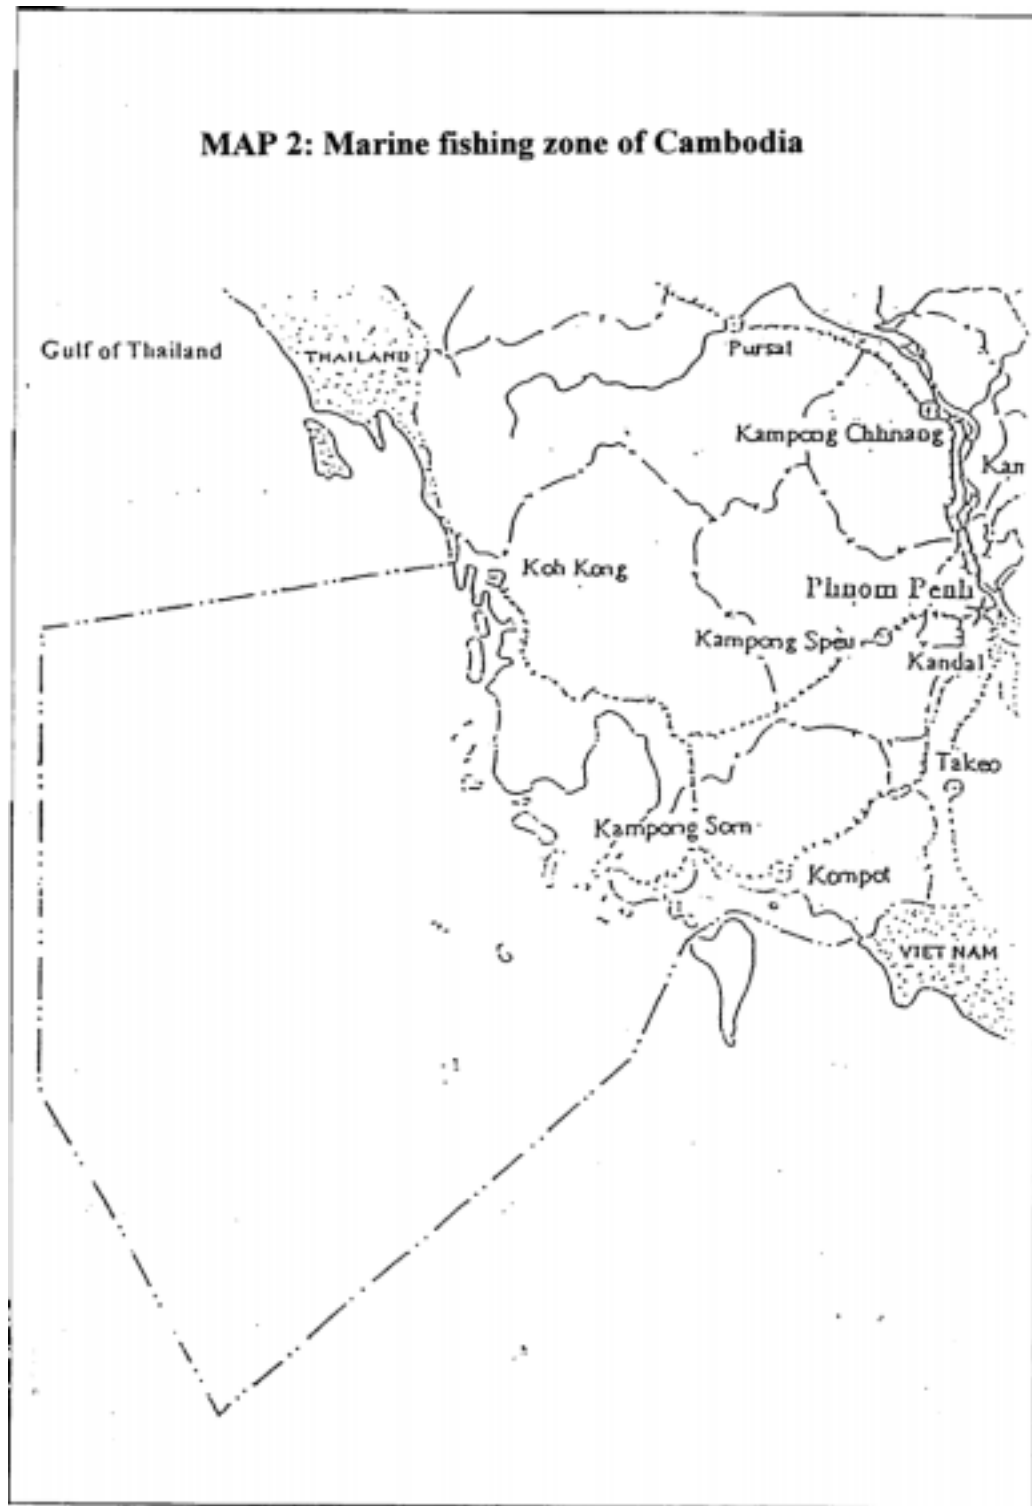 MAP 2: Marine fishing zone of Cambodia
Gulf of Thailand
THAILAND
Pursat
Kampong Chhnang
Kan
Koh Kong
Phnom Penh
Kampong Speu
Kandal
Takeo
Kampong Som
Kompot
VIET NAM